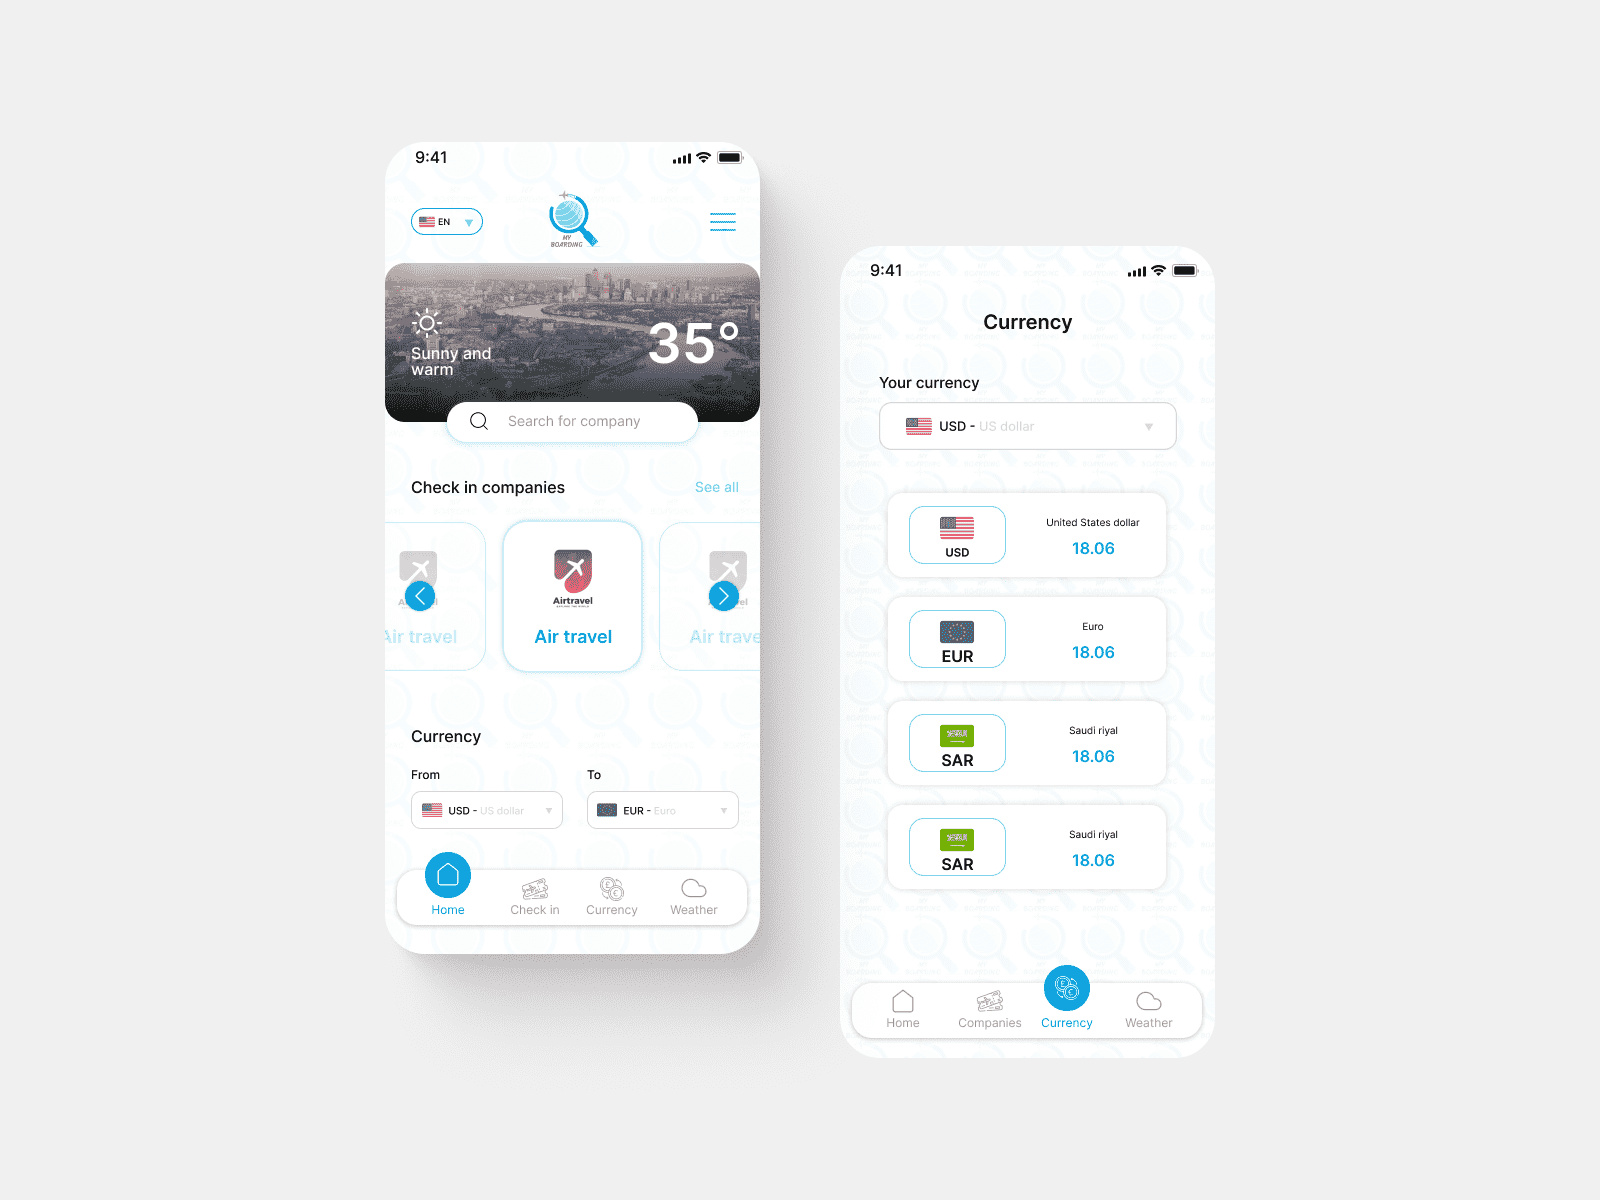 9:41
EN
MY
BOARDING
Sunny and
warm
35°
Search for company
Check in companies
See all
Air travel
Airtravel
Air travel
Air trave
Currency
From
To
USD - US dollar
EUR - Euro
Home
Check in
Currency
Weather
9:41
Currency
Your currency
USD - US dollar
USD
United States dollar
18.06
EUR
Euro
18.06
SAR
Saudi riyal
18.06
SAR
Saudi riyal
18.06
Home
Companies
Currency
Weather